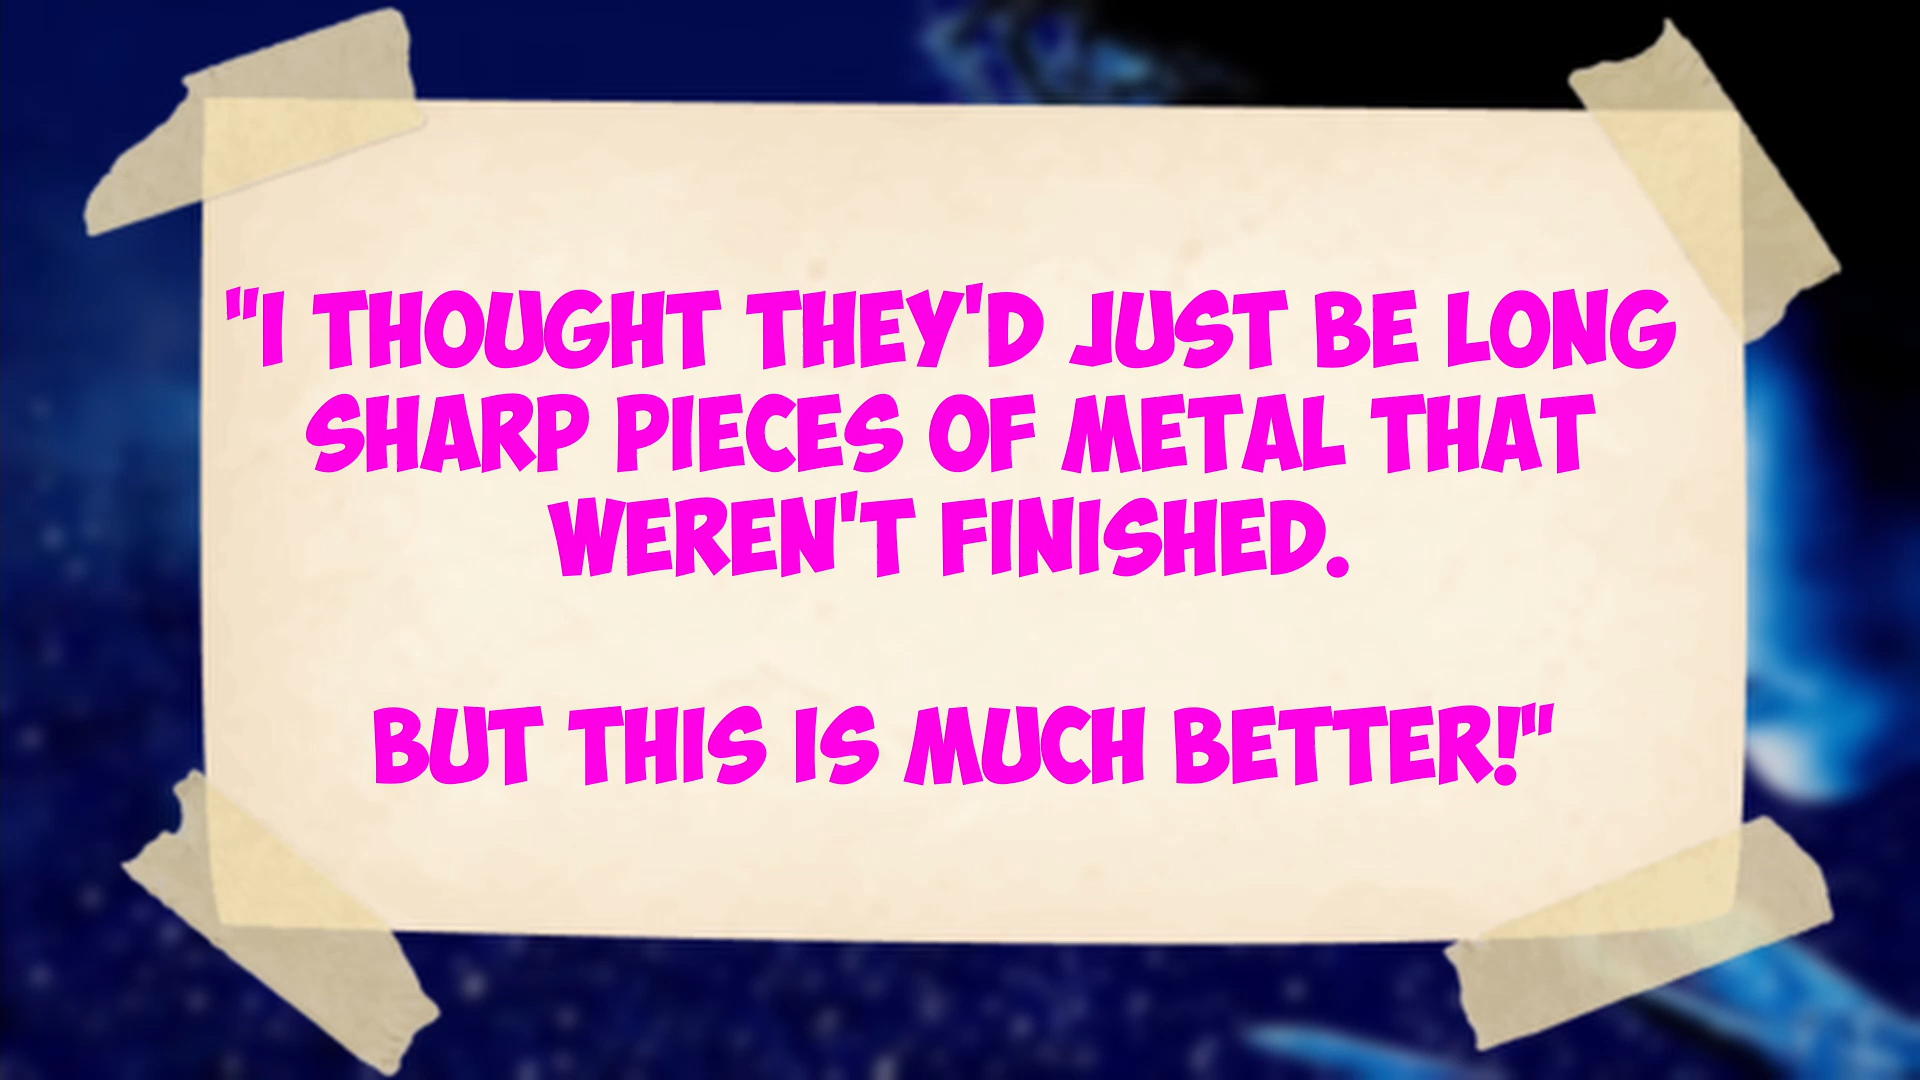 "I THOUGHT THEY'D JUST BE LONG
SHARP PIECES OF METAL THAT
WEREN'T FINISHED.
BUT THIS IS MUCH BETTER!"